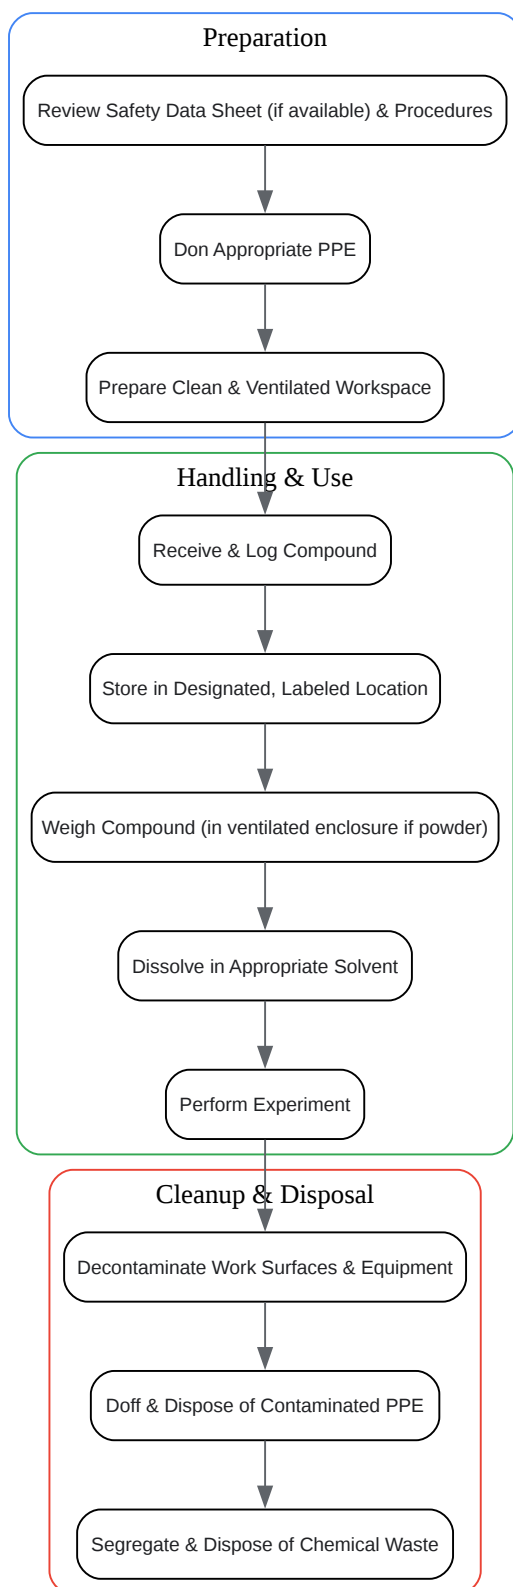 Preparation
Review Safety Data Sheet (if available) & Procedures
Don Appropriate PPE
Prepare Clean & Ventilated Workspace
Handling & Use
Receive & Log Compound
Store in Designated, Labeled Location
Weigh Compound (in ventilated enclosure if powder)
Dissolve in Appropriate Solvent
Perform Experiment
Cleanup & Disposal
Decontaminate Work Surfaces & Equipment
Doff & Dispose of Contaminated PPE
Segregate & Dispose of Chemical Waste